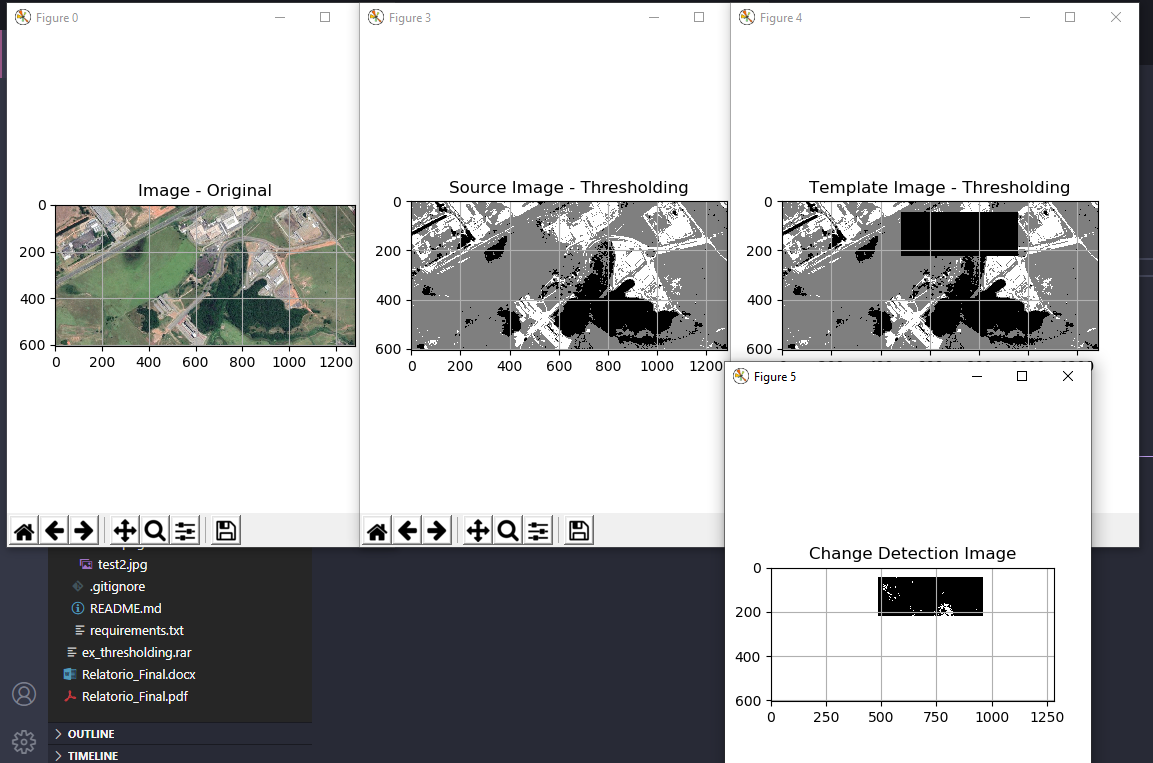 Figure 0
Figure 3
Figure 4
Image - Original
0
200
400
600
0 200 400 600 800 1000 1200
Source Image - Thresholding
0
200
400
600
0 200 400 600 800 1000 1200
Template Image - Thresholding
0
200
400
600
Figure 5
Change Detection Image
0
200
400
600
0 250 500 750 1000 1250
test2.jpg
.gitignore
README.md
requirements.txt
ex_thresholding.rar
Relatorio_Final.docx
Relatorio_Final.pdf
OUTLINE
TIMELINE